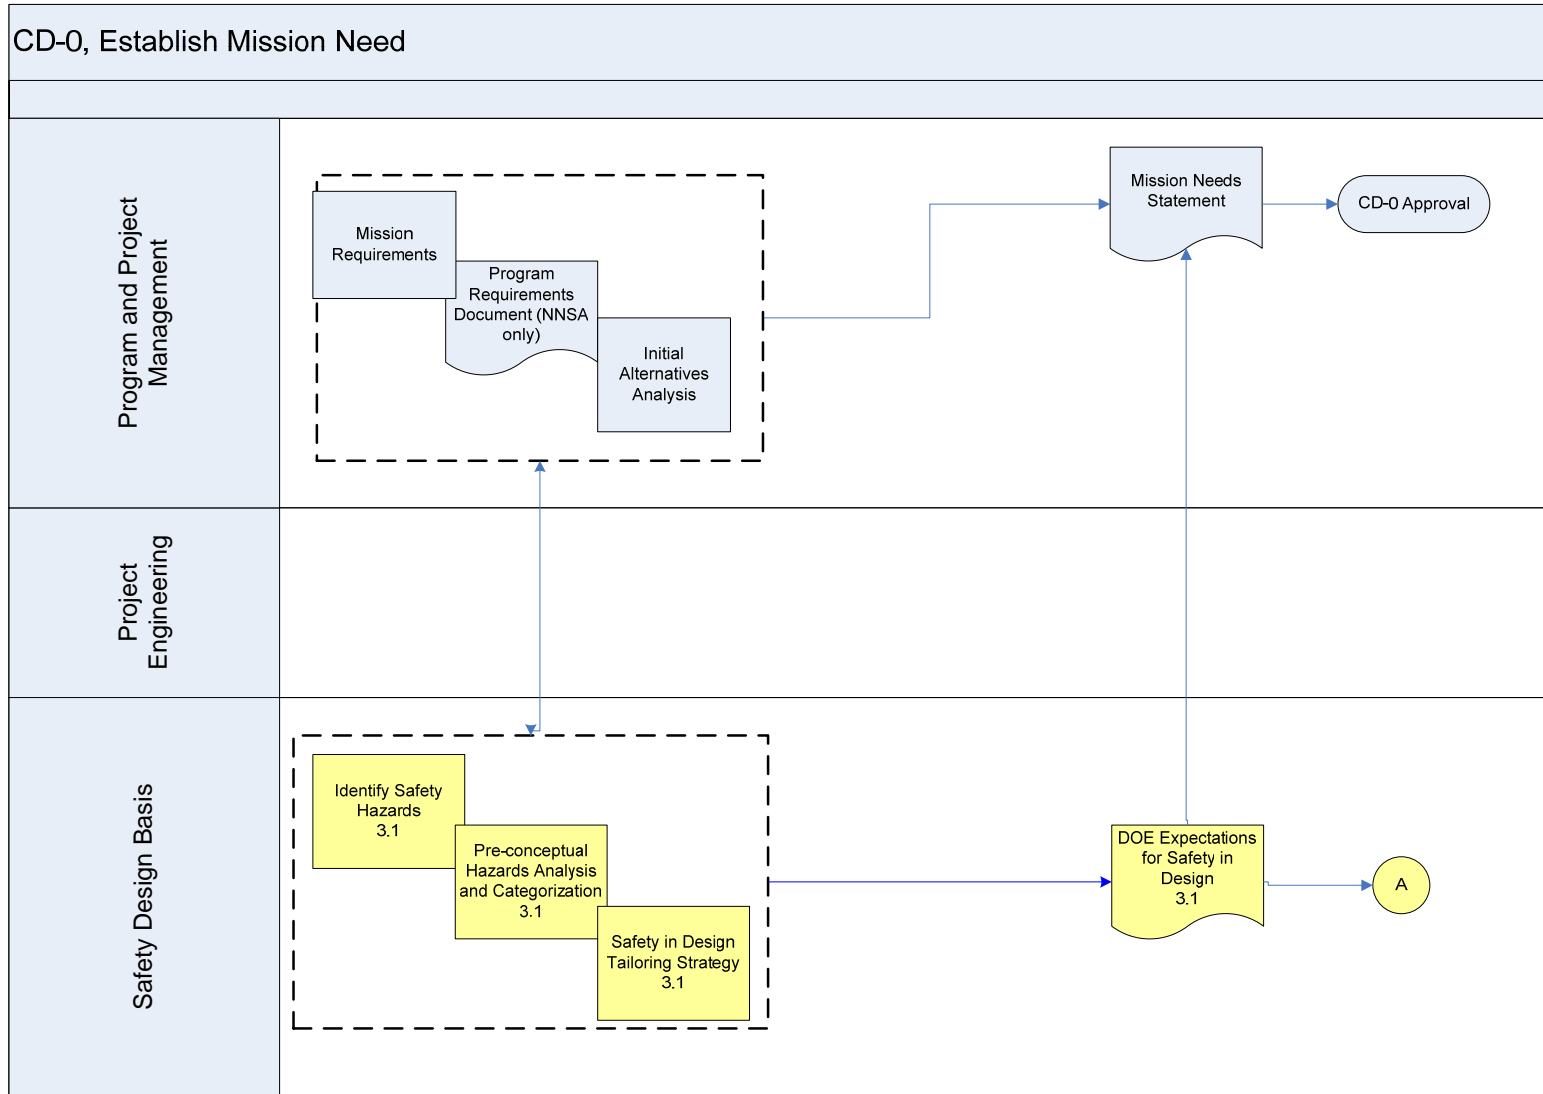 CD-0, Establish Mission Need
Program and Project
Management
Mission
Requirements
Program
Requirements
Document (NNSA
only)
Initial
Alternatives
Analysis
Mission Needs
Statement
CD-0 Approval
Project
Engineering
Safety Design Basis
Identify Safety
Hazards
3.1
Pre-conceptual
Hazards Analysis
and Categorization
3.1
Safety in Design
Tailoring Strategy
3.1
DOE Expectations
for Safety in
Design
3.1
A